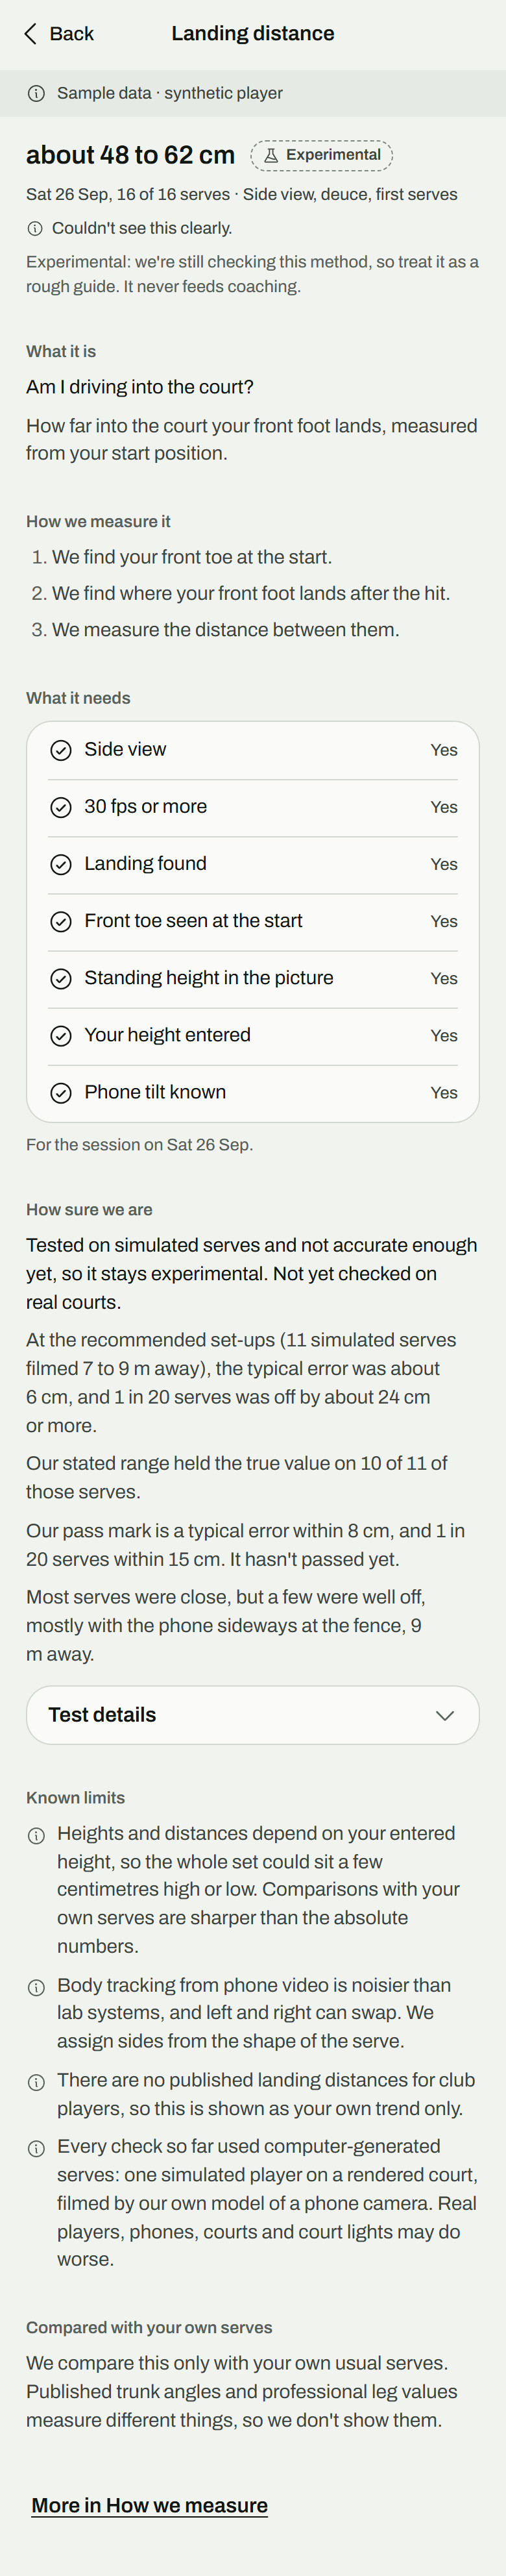 Back
Landing distance
Sample data · synthetic player
about 48 to 62 cm
Experimental
Sat 26 Sep, 16 of 16 serves · Side view, deuce, first serves
Couldn't see this clearly.
Experimental: we're still checking this method, so treat it as a
rough guide. It never feeds coaching.
What it is
Am I driving into the court?
How far into the court your front foot lands, measured
from your start position.
How we measure it
1. We find your front toe at the start.
2. We find where your front foot lands after the hit.
3. We measure the distance between them.
What it needs
Side view Yes
30 fps or more Yes
Landing found Yes
Front toe seen at the start Yes
Standing height in the picture Yes
Your height entered Yes
Phone tilt known Yes
For the session on Sat 26 Sep.
How sure we are
Tested on simulated serves and not accurate enough
yet, so it stays experimental. Not yet checked on
real courts.
At the recommended set-ups (11 simulated serves
filmed 7 to 9 m away), the typical error was about
6 cm, and 1 in 20 serves was off by about 24 cm
or more.
Our stated range held the true value on 10 of 11 of
those serves.
Our pass mark is a typical error within 8 cm, and 1 in
20 serves within 15 cm. It hasn't passed yet.
Most serves were close, but a few were well off,
mostly with the phone sideways at the fence, 9
m away.
Test details
Known limits
Heights and distances depend on your entered
height, so the whole set could sit a few
centimetres high or low. Comparisons with your
own serves are sharper than the absolute
numbers.
Body tracking from phone video is noisier than
lab systems, and left and right can swap. We
assign sides from the shape of the serve.
There are no published landing distances for club
players, so this is shown as your own trend only.
Every check so far used computer-generated
serves: one simulated player on a rendered court,
filmed by our own model of a phone camera. Real
players, phones, courts and court lights may do
worse.
Compared with your own serves
We compare this only with your own usual serves.
Published trunk angles and professional leg values
measure different things, so we don't show them.
More in How we measure